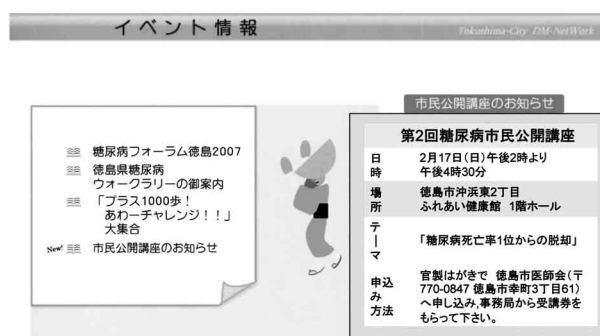 イベント情報
Tokushima-City DM-NetWork
糖尿病フォーラム徳島2007
徳島県糖尿病
ウォークラリーの御案内
「プラス1000歩！
あわーチャレンジ！！」
大集合
New! 市民公開講座のお知らせ
市民公開講座のお知らせ
第2回糖尿病市民公開講座
日時 2月17日(日)午後2時より
午後4時30分
場所 徳島市沖浜東2丁目
ふれあい健康館 1階ホール
テーマ 「糖尿病死亡率1位からの脱却」
申込み方法 官製はがきで 徳島市医師会(〒
770-0847 徳島市幸町3丁目61)
へ申し込み,事務局から受講券を
もらって下さい。